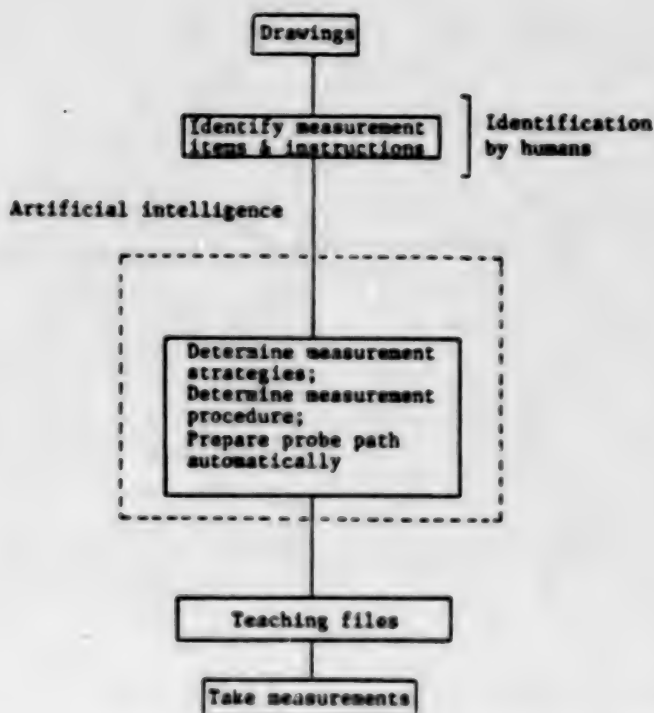 Drawings
Identify measurement
items & instructions
Identification
by humans
Artificial intelligence
Determine measurement
strategies;
Determine measurement
procedure;
Prepare probe path
automatically
Teaching files
Take measurements